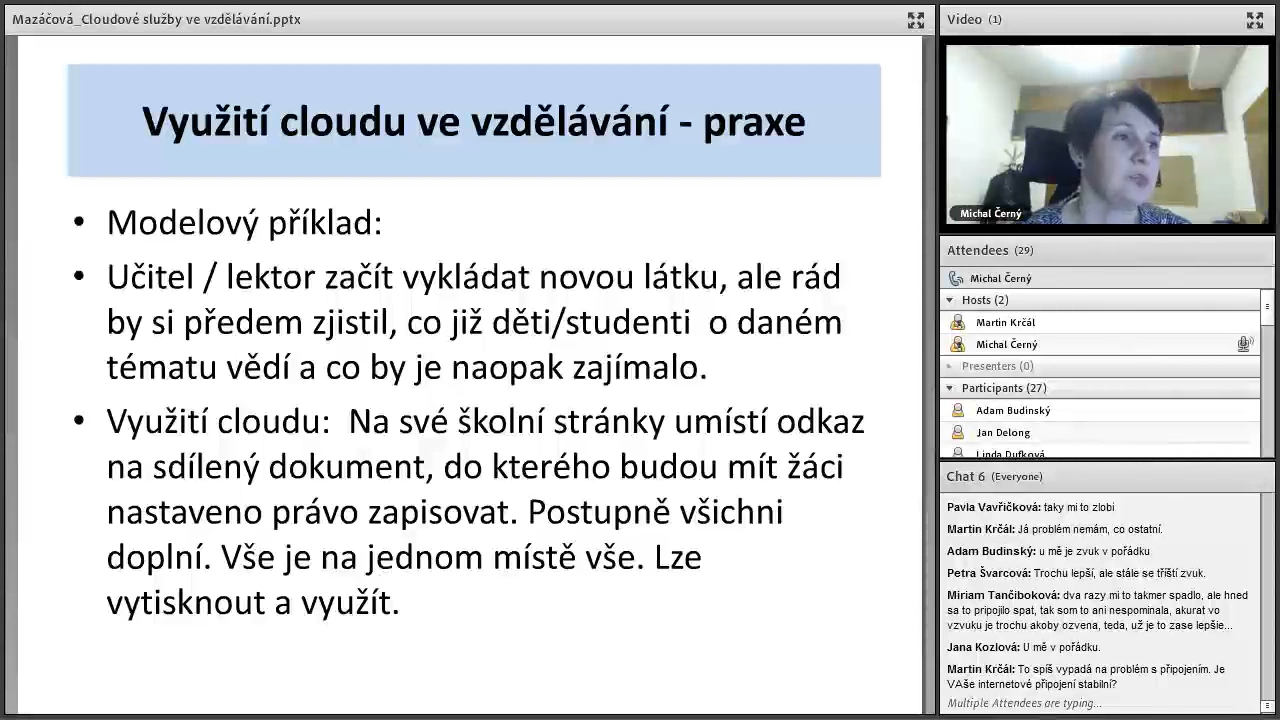 Mazáčová_Cloudové služby ve vzdělávání.pptx
Využití cloudu ve vzdělávání - praxe
• Modelový příklad:
• Učitel / lektor začít vykládat novou látku, ale rád
by si předem zjistil, co již děti/studenti o daném
tématu vědí a co by je naopak zajímalo.
• Využití cloudu: Na své školní stránky umístí odkaz
na sdílený dokument, do kterého budou mít žáci
nastaveno právo zapisovat. Postupně všichni
doplní. Vše je na jednom místě vše. Lze
vytisknout a využít.
Video (1)
Michal Černý
Attendees (29)
Michal Černý
Hosts (2)
Martin Krčál
Michal Černý
Presenters (0)
Participants (27)
Adam Budinský
Jan Delong
Linda Dufková
Chat 6 (Everyone)
Pavla Vavřičková: taky mi to zlobi
Martin Krčál: Já problém nemám, co ostatní.
Adam Budinský: u mě je zvuk v pořádku
Petra Švarcová: Trochu lepší, ale stále se tříští zvuk.
Miriam Tančiboková: dva razy mi to takmer spadlo, ale hned
sa to pripojilo spat, tak som to ani nespominala, akurat vo
vzvuku je trochu akoby ozvena, teda, už je to zase lepšie...
Jana Kozlová: U mě v pořádku.
Martin Krčál: To spíš vypadá na problém s připojením. Je
VAše internetové připojení stabilní?
Multiple Attendees are typing...